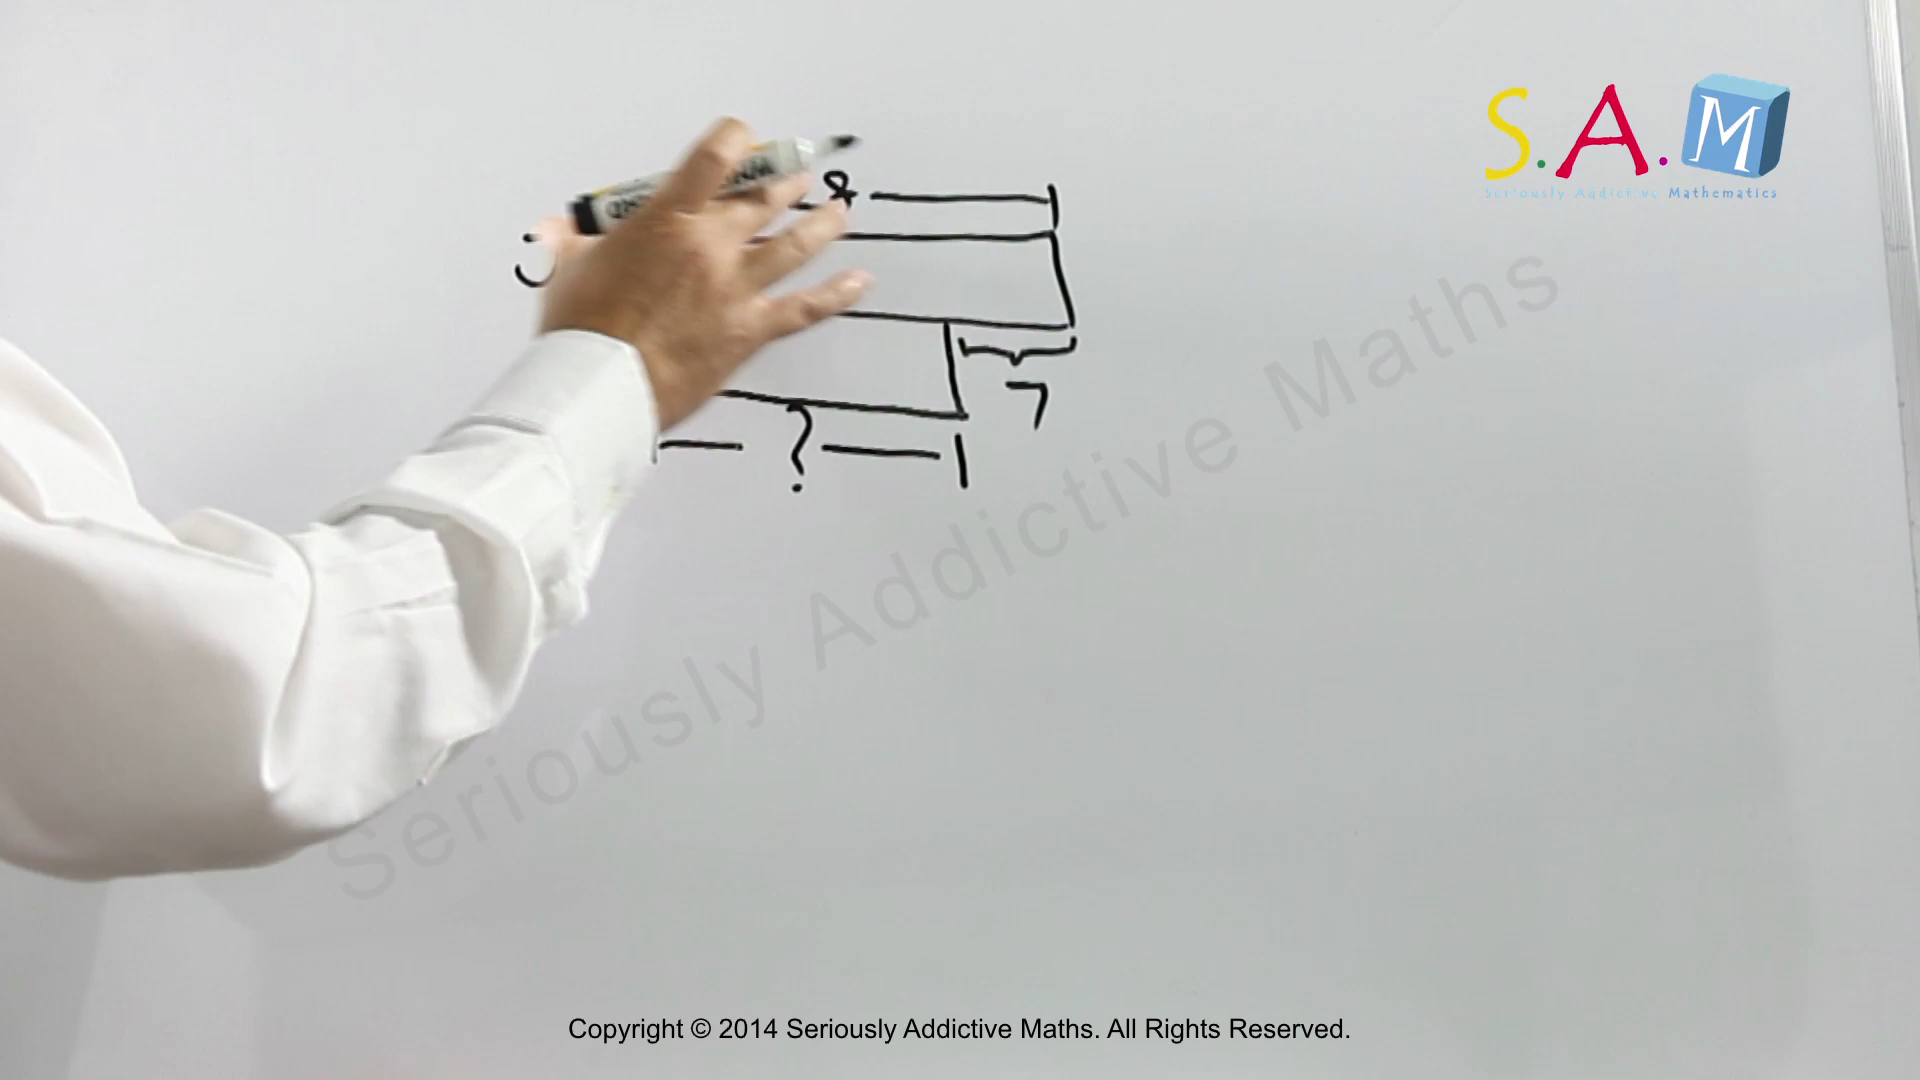 S.A.M
Seriously Addictive Mathematics
8
J
7
?
Seriously Addictive Maths
Copyright © 2014 Seriously Addictive Maths. All Rights Reserved.